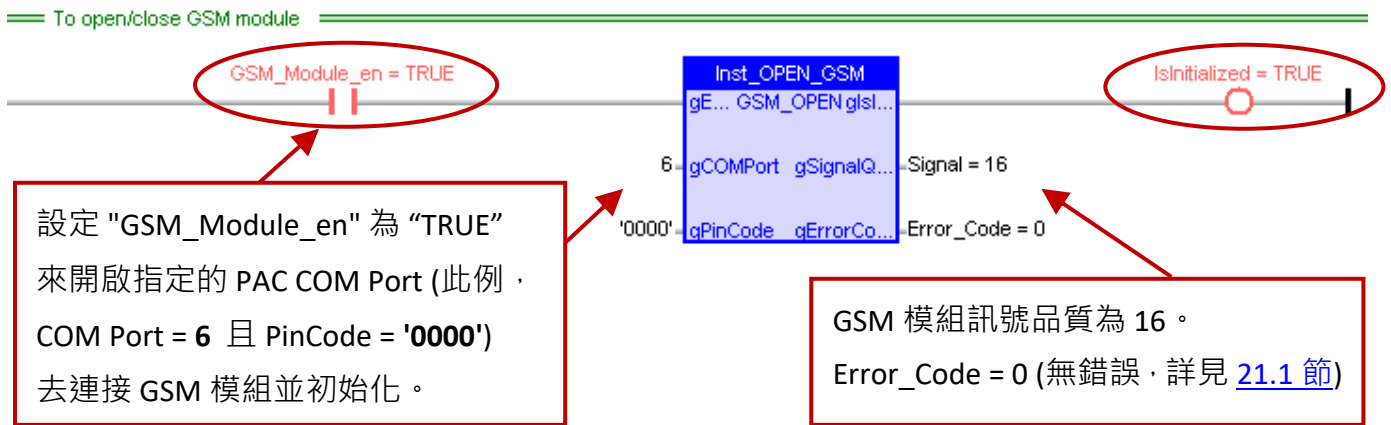 To open/close GSM module
GSM_Module_en = TRUE
Inst_OPEN_GSM
IsInitialized = TRUE
gE... GSM_OPEN gIsI...
6 gCOMPort gSignalQ... Signal = 16
'0000' gPinCode gErrorCo... Error_Code = 0
設定 "GSM_Module_en" 為 “TRUE”
來開啟指定的 PAC COM Port (此例，
COM Port = 6 且 PinCode = '0000')
去連接 GSM 模組並初始化。
GSM 模組訊號品質為 16。
Error_Code = 0 (無錯誤，詳見 21.1 節)